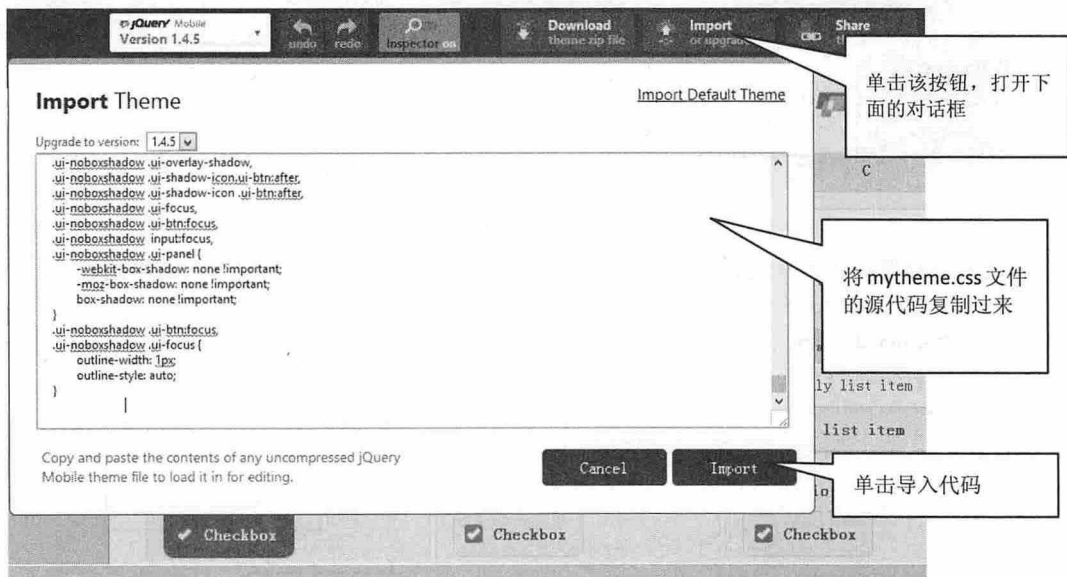 jQuery Mobile
Version 1.4.5
undo redo Inspector on
Download
theme zip file
Import
or upgrade
Share
单击该按钮，打开下
面的对话框
Import Theme
Import Default Theme
Upgrade to version: 1.4.5
C
.ui-noboxshadow .ui-overlay-shadow,
.ui-noboxshadow .ui-shadow-icon.ui-btn:after,
.ui-noboxshadow .ui-shadow-icon .ui-btn:after,
.ui-noboxshadow .ui-focus,
.ui-noboxshadow .ui-btn:focus,
.ui-noboxshadow input:focus,
.ui-noboxshadow .ui-panel {
-webkit-box-shadow: none !important;
-moz-box-shadow: none !important;
box-shadow: none !important;
}
.ui-noboxshadow .ui-btn:focus,
.ui-noboxshadow .ui-focus {
outline-width: 1px;
outline-style: auto;
}
将 mytheme.css 文件
的源代码复制过来
ly list item
list item
Copy and paste the contents of any uncompressed jQuery
Mobile theme file to load it in for editing.
Cancel
Import
单击导入代码
Checkbox
Checkbox
Checkbox